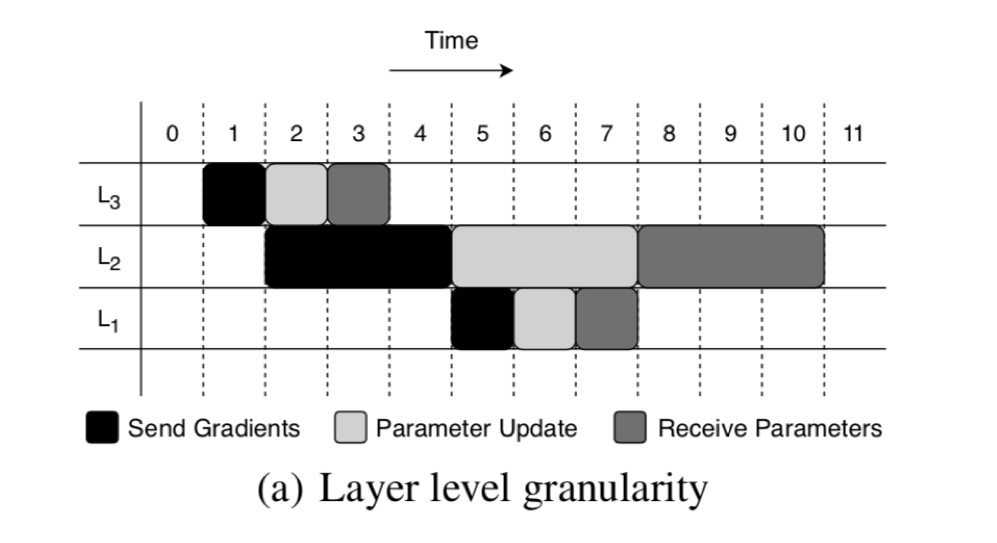 Time
0 1 2 3 4 5 6 7 8 9 10 11
L3
L2
L1
Send Gradients Parameter Update Receive Parameters
(a) Layer level granularity